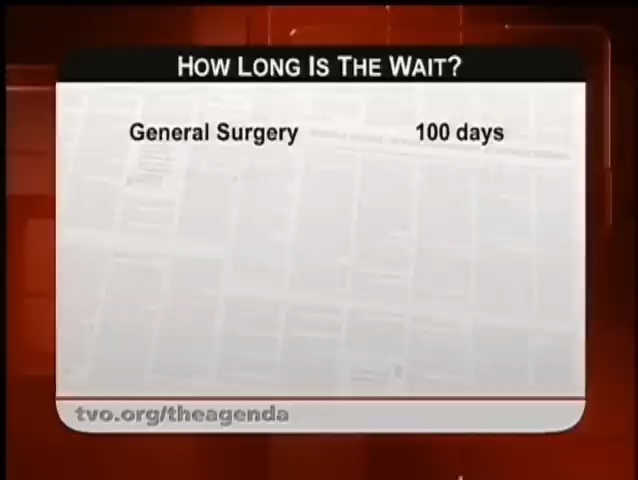 HOW LONG IS THE WAIT?
General Surgery 100 days
tvo.org/theagenda